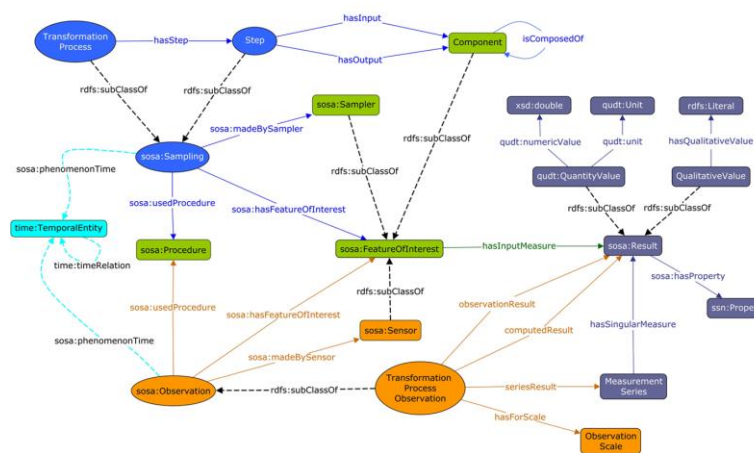 Transformation
Process
hasStep
Step
hasInput
hasOutput
Component
isComposedOf
rdfs:subClassOf
rdfs:subClassOf
sosa:madeBySampler
sosa:Sampler
rdfs:subClassOf
xsd:double
qudt:Unit
rdfs:Literal
qudt:numericValue
qudt:unit
hasQualitativeValue
sosa:phenomenonTime
sosa:Sampling
rdfs:subClassOf
qudt:QuantityValue
QualitativeValue
sosa:usedProcedure
sosa:hasFeatureOfInterest
rdfs:subClassOf
rdfs:subClassOf
time:TemporalEntity
sosa:Procedure
sosa:FeatureOfInterest
hasInputMeasure
sosa:Result
time:timeRelation
sosa:hasProperty
rdfs:subClassOf
sosa:usedProcedure
sosa:hasFeatureOfInterest
observationResult
ssn:Prope
sosa:Sensor
computedResult
hasSingularMeasure
sosa:phenomenonTime
sosa:madeBySensor
sosa:Observation
rdfs:subClassOf
Transformation
Process
Observation
seriesResult
Measurement
Series
hasForScale
Observation
Scale